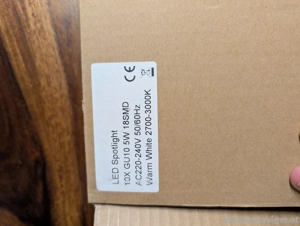 LED Spotlight
10X GU10 5W 18SMD
AC220-240V 50/60Hz
Warm White 2700-3000K
CE